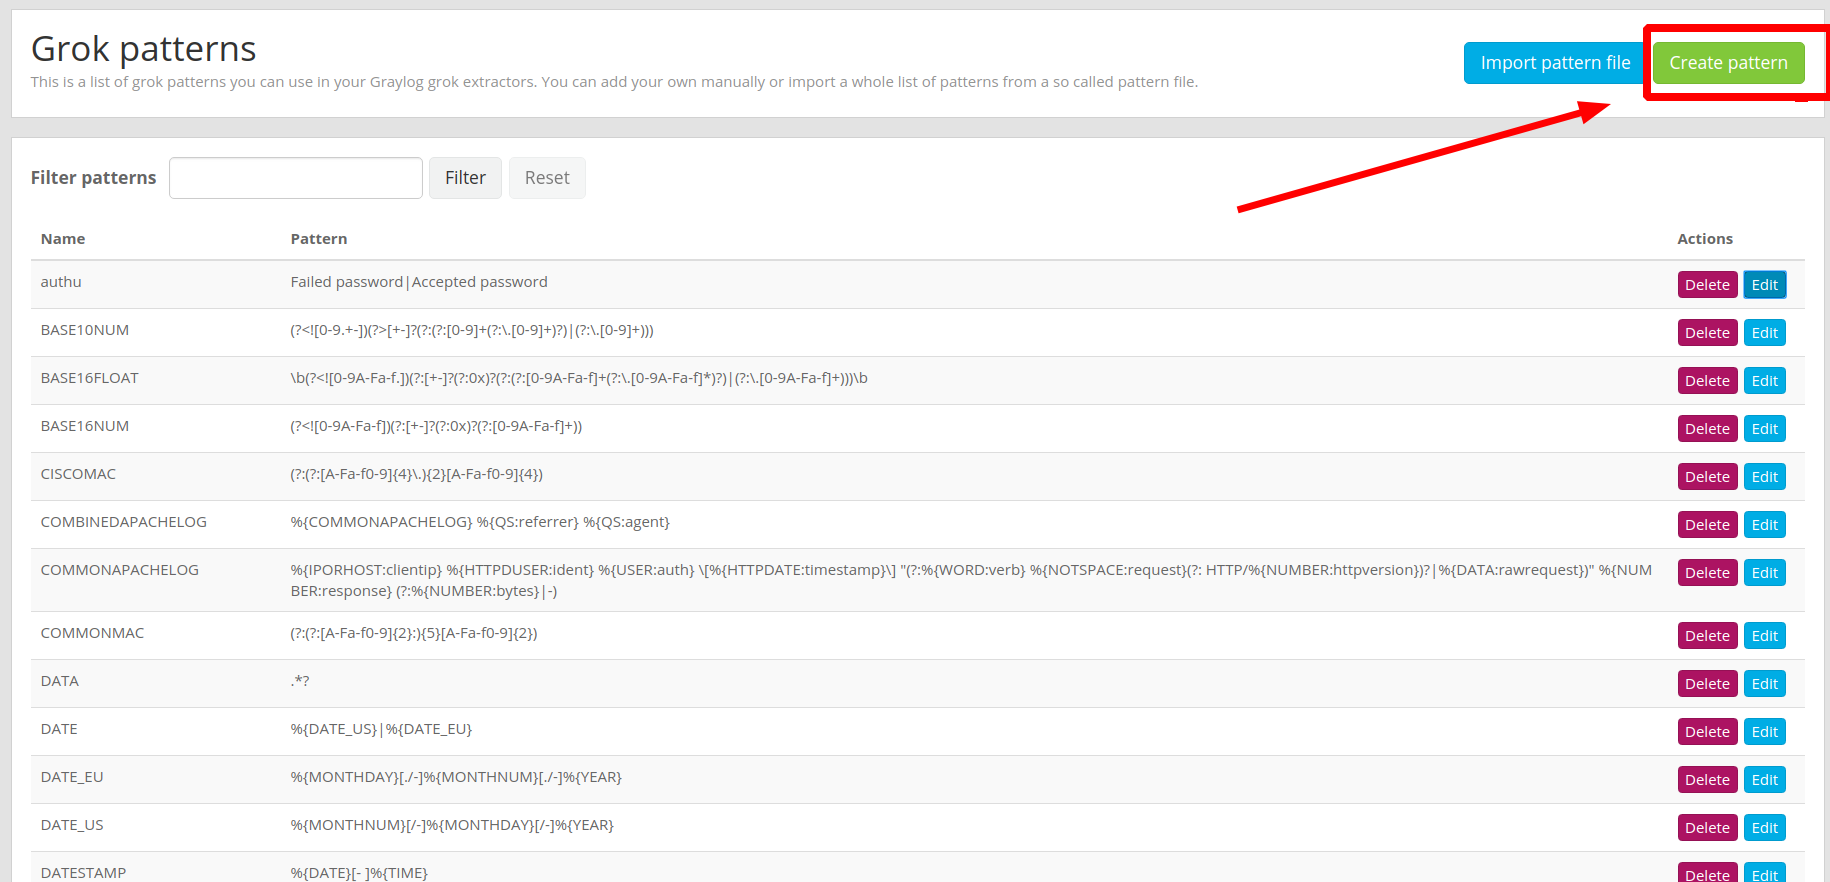 Grok patterns
This is a list of grok patterns you can use in your Graylog grok extractors. You can add your own manually or import a whole list of patterns from a so called pattern file.
Import pattern file
Create pattern
Filter patterns Filter Reset
Name Pattern Actions
authu Failed password|Accepted password Delete Edit
BASE10NUM (?<![0-9.+-])(?>[+-]?(?:(?:[0-9]+(?:\.[0-9]+)?)|(?:\.[0-9]+))) Delete Edit
BASE16FLOAT \b(?<![0-9A-Fa-f.])(?:[+-]?(?:0x)?(?:(?:[0-9A-Fa-f]+(?:\.[0-9A-Fa-f]*)?)|(?:\.[0-9A-Fa-f]+)))\b Delete Edit
BASE16NUM (?<![0-9A-Fa-f])(?:[+-]?(?:0x)?(?:[0-9A-Fa-f]+)) Delete Edit
CISCOMAC (?:(?:[A-Fa-f0-9]{4}\.){2}[A-Fa-f0-9]{4}) Delete Edit
COMBINEDAPACHELOG %{COMMONAPACHELOG} %{QS:referrer} %{QS:agent} Delete Edit
COMMONAPACHELOG %{IPORHOST:clientip} %{HTTPDUSER:ident} %{USER:auth} \[%{HTTPDATE:timestamp}\] "(?:%{WORD:verb} %{NOTSPACE:request}(?: HTTP/%{NUMBER:httpversion})?|%{DATA:rawrequest})" %{NUM Delete Edit
BER:response} (?:%{NUMBER:bytes}|-)
COMMONMAC (?:(?:[A-Fa-f0-9]{2}:){5}[A-Fa-f0-9]{2}) Delete Edit
DATA .*? Delete Edit
DATE %{DATE_US}|%{DATE_EU} Delete Edit
DATE_EU %{MONTHDAY}[./-]%{MONTHNUM}[./-]%{YEAR} Delete Edit
DATE_US %{MONTHNUM}[/-]%{MONTHDAY}[/-]%{YEAR} Delete Edit
DATESTAMP %{DATE}[- ]%{TIME} Delete Edit